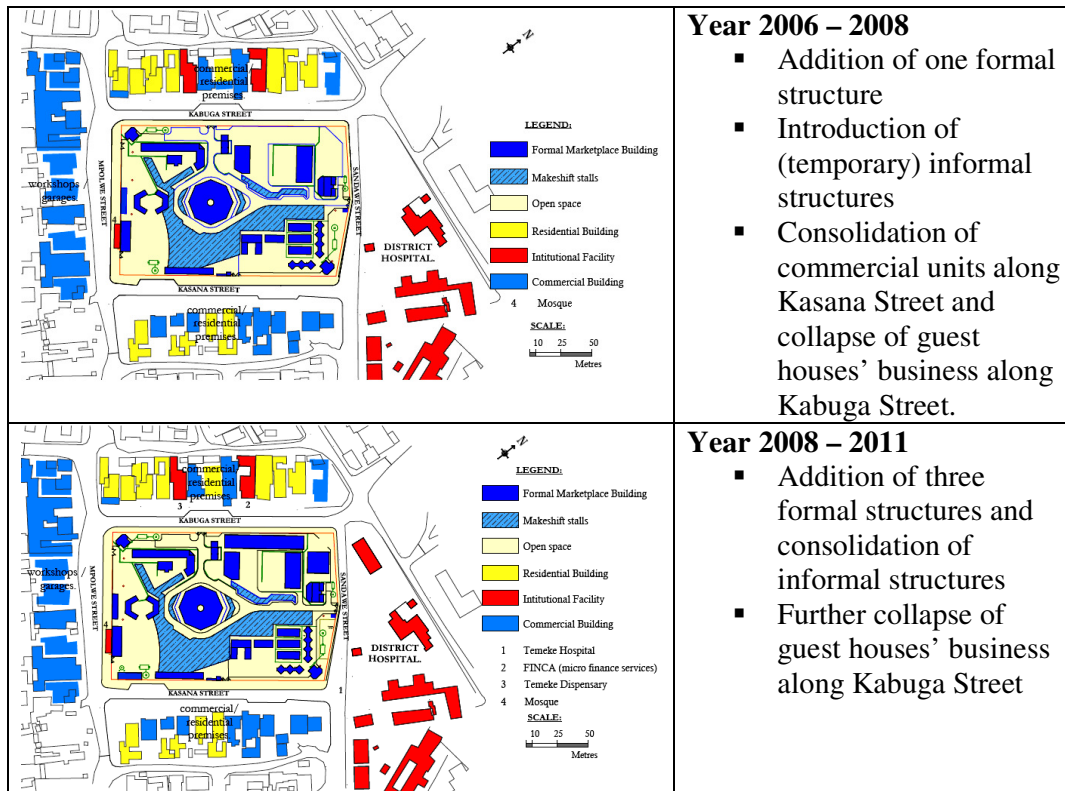 commercial/
residential
premises.
N
KABUGA STREET
MPOLWE STREET
SANDAWE STREET
workshops /
garages.
4
DISTRICT
HOSPITAL.
KASANA STREET
commercial/
residential
premises.
LEGEND:
Formal Marketplace Building
Makeshift stalls
Open space
Residential Building
Intitutional Facility
Commercial Building
4 Mosque
SCALE:
10 25 50
Metres
Year 2006 – 2008
▪ Addition of one formal
structure
▪ Introduction of
(temporary) informal
structures
▪ Consolidation of
commercial units along
Kasana Street and
collapse of guest
houses’ business along
Kabuga Street.
commercial/
residential
premises.
3 2
N
KABUGA STREET
MPOLWE STREET
SANDAWE STREET
workshops /
garages.
4
DISTRICT
HOSPITAL.
1
KASANA STREET
commercial/
residential
premises.
LEGEND:
Formal Marketplace Building
Makeshift stalls
Open space
Residential Building
Intitutional Facility
Commercial Building
1 Temeke Hospital
2 FINCA (micro finance services)
3 Temeke Dispensary
4 Mosque
SCALE:
10 25 50
Metres
Year 2008 – 2011
▪ Addition of three
formal structures and
consolidation of
informal structures
▪ Further collapse of
guest houses’ business
along Kabuga Street